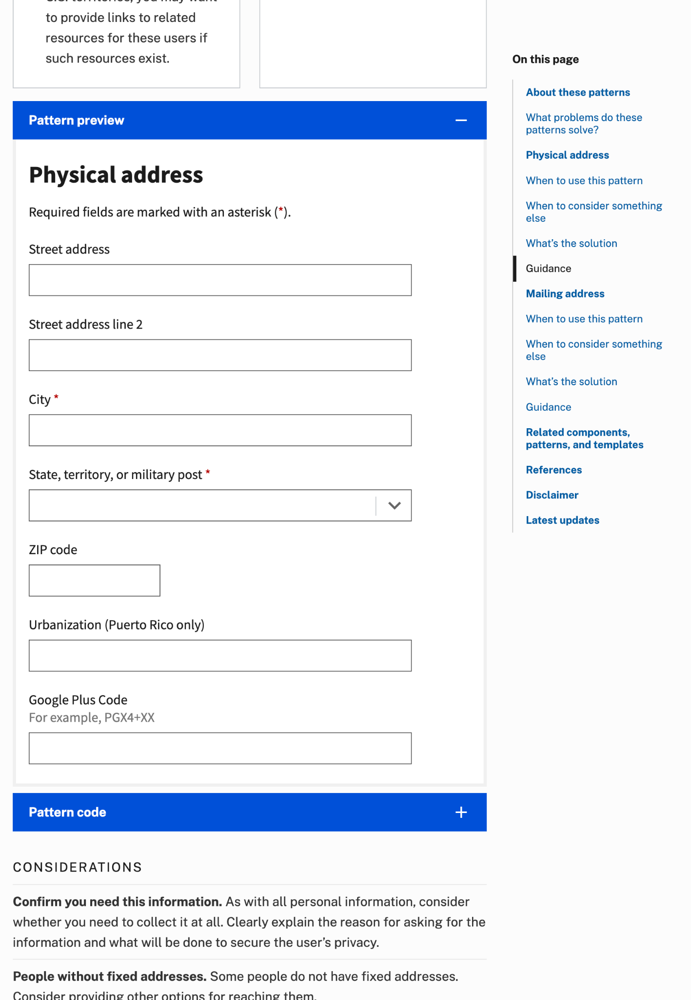 U.S. territories, you may want
to provide links to related
resources for these users if
such resources exist.
Pattern preview
Physical address
Required fields are marked with an asterisk (*).
Street address
Street address line 2
City *
State, territory, or military post *
ZIP code
Urbanization (Puerto Rico only)
Google Plus Code
For example, PGX4+XX
Pattern code
CONSIDERATIONS
Confirm you need this information. As with all personal information, consider
whether you need to collect it at all. Clearly explain the reason for asking for the
information and what will be done to secure the user’s privacy.
People without fixed addresses. Some people do not have fixed addresses.
Consider providing other options for reaching them.
On this page
About these patterns
What problems do these
patterns solve?
Physical address
When to use this pattern
When to consider something
else
What’s the solution
Guidance
Mailing address
When to use this pattern
When to consider something
else
What’s the solution
Guidance
Related components,
patterns, and templates
References
Disclaimer
Latest updates